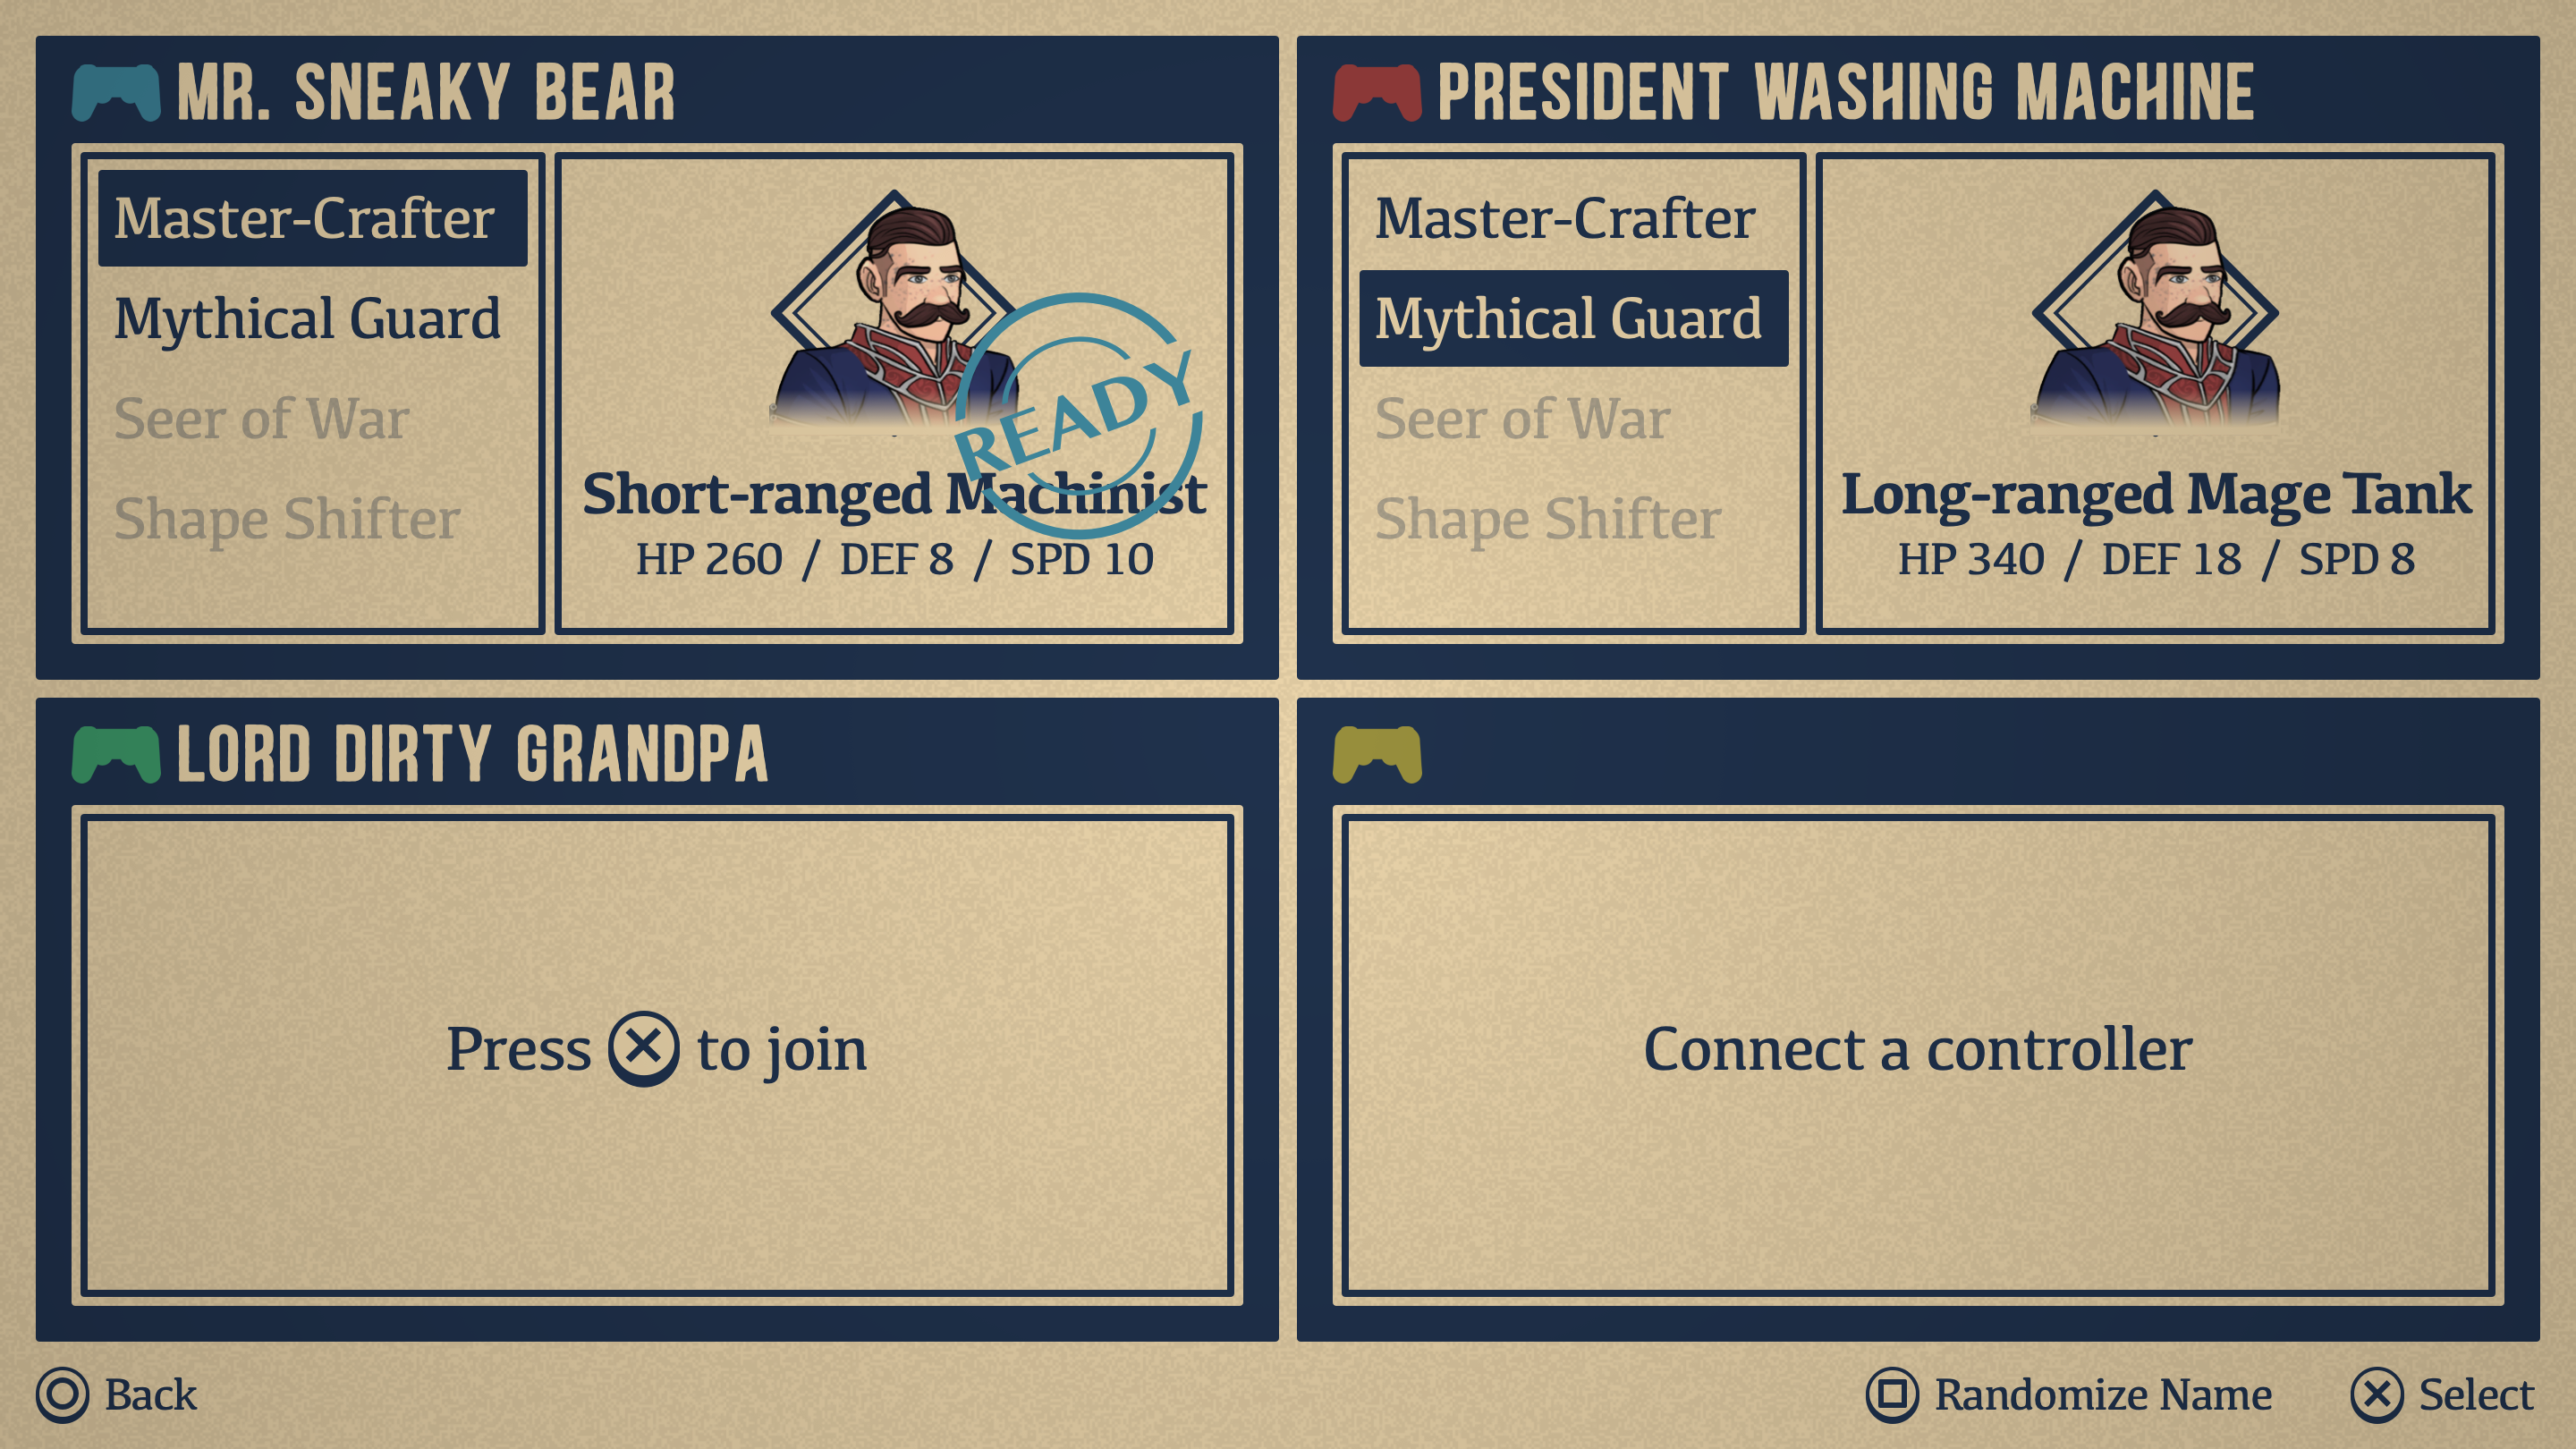 MR. SNEAKY BEAR
Master-Crafter
Mythical Guard
Seer of War
Shape Shifter
READY
Short-ranged Machinist
HP 260 / DEF 8 / SPD 10
PRESIDENT WASHING MACHINE
Master-Crafter
Mythical Guard
Seer of War
Shape Shifter
Long-ranged Mage Tank
HP 340 / DEF 18 / SPD 8
LORD DIRTY GRANDPA
Press ⓧ to join
Connect a controller
Back
Randomize Name
Select